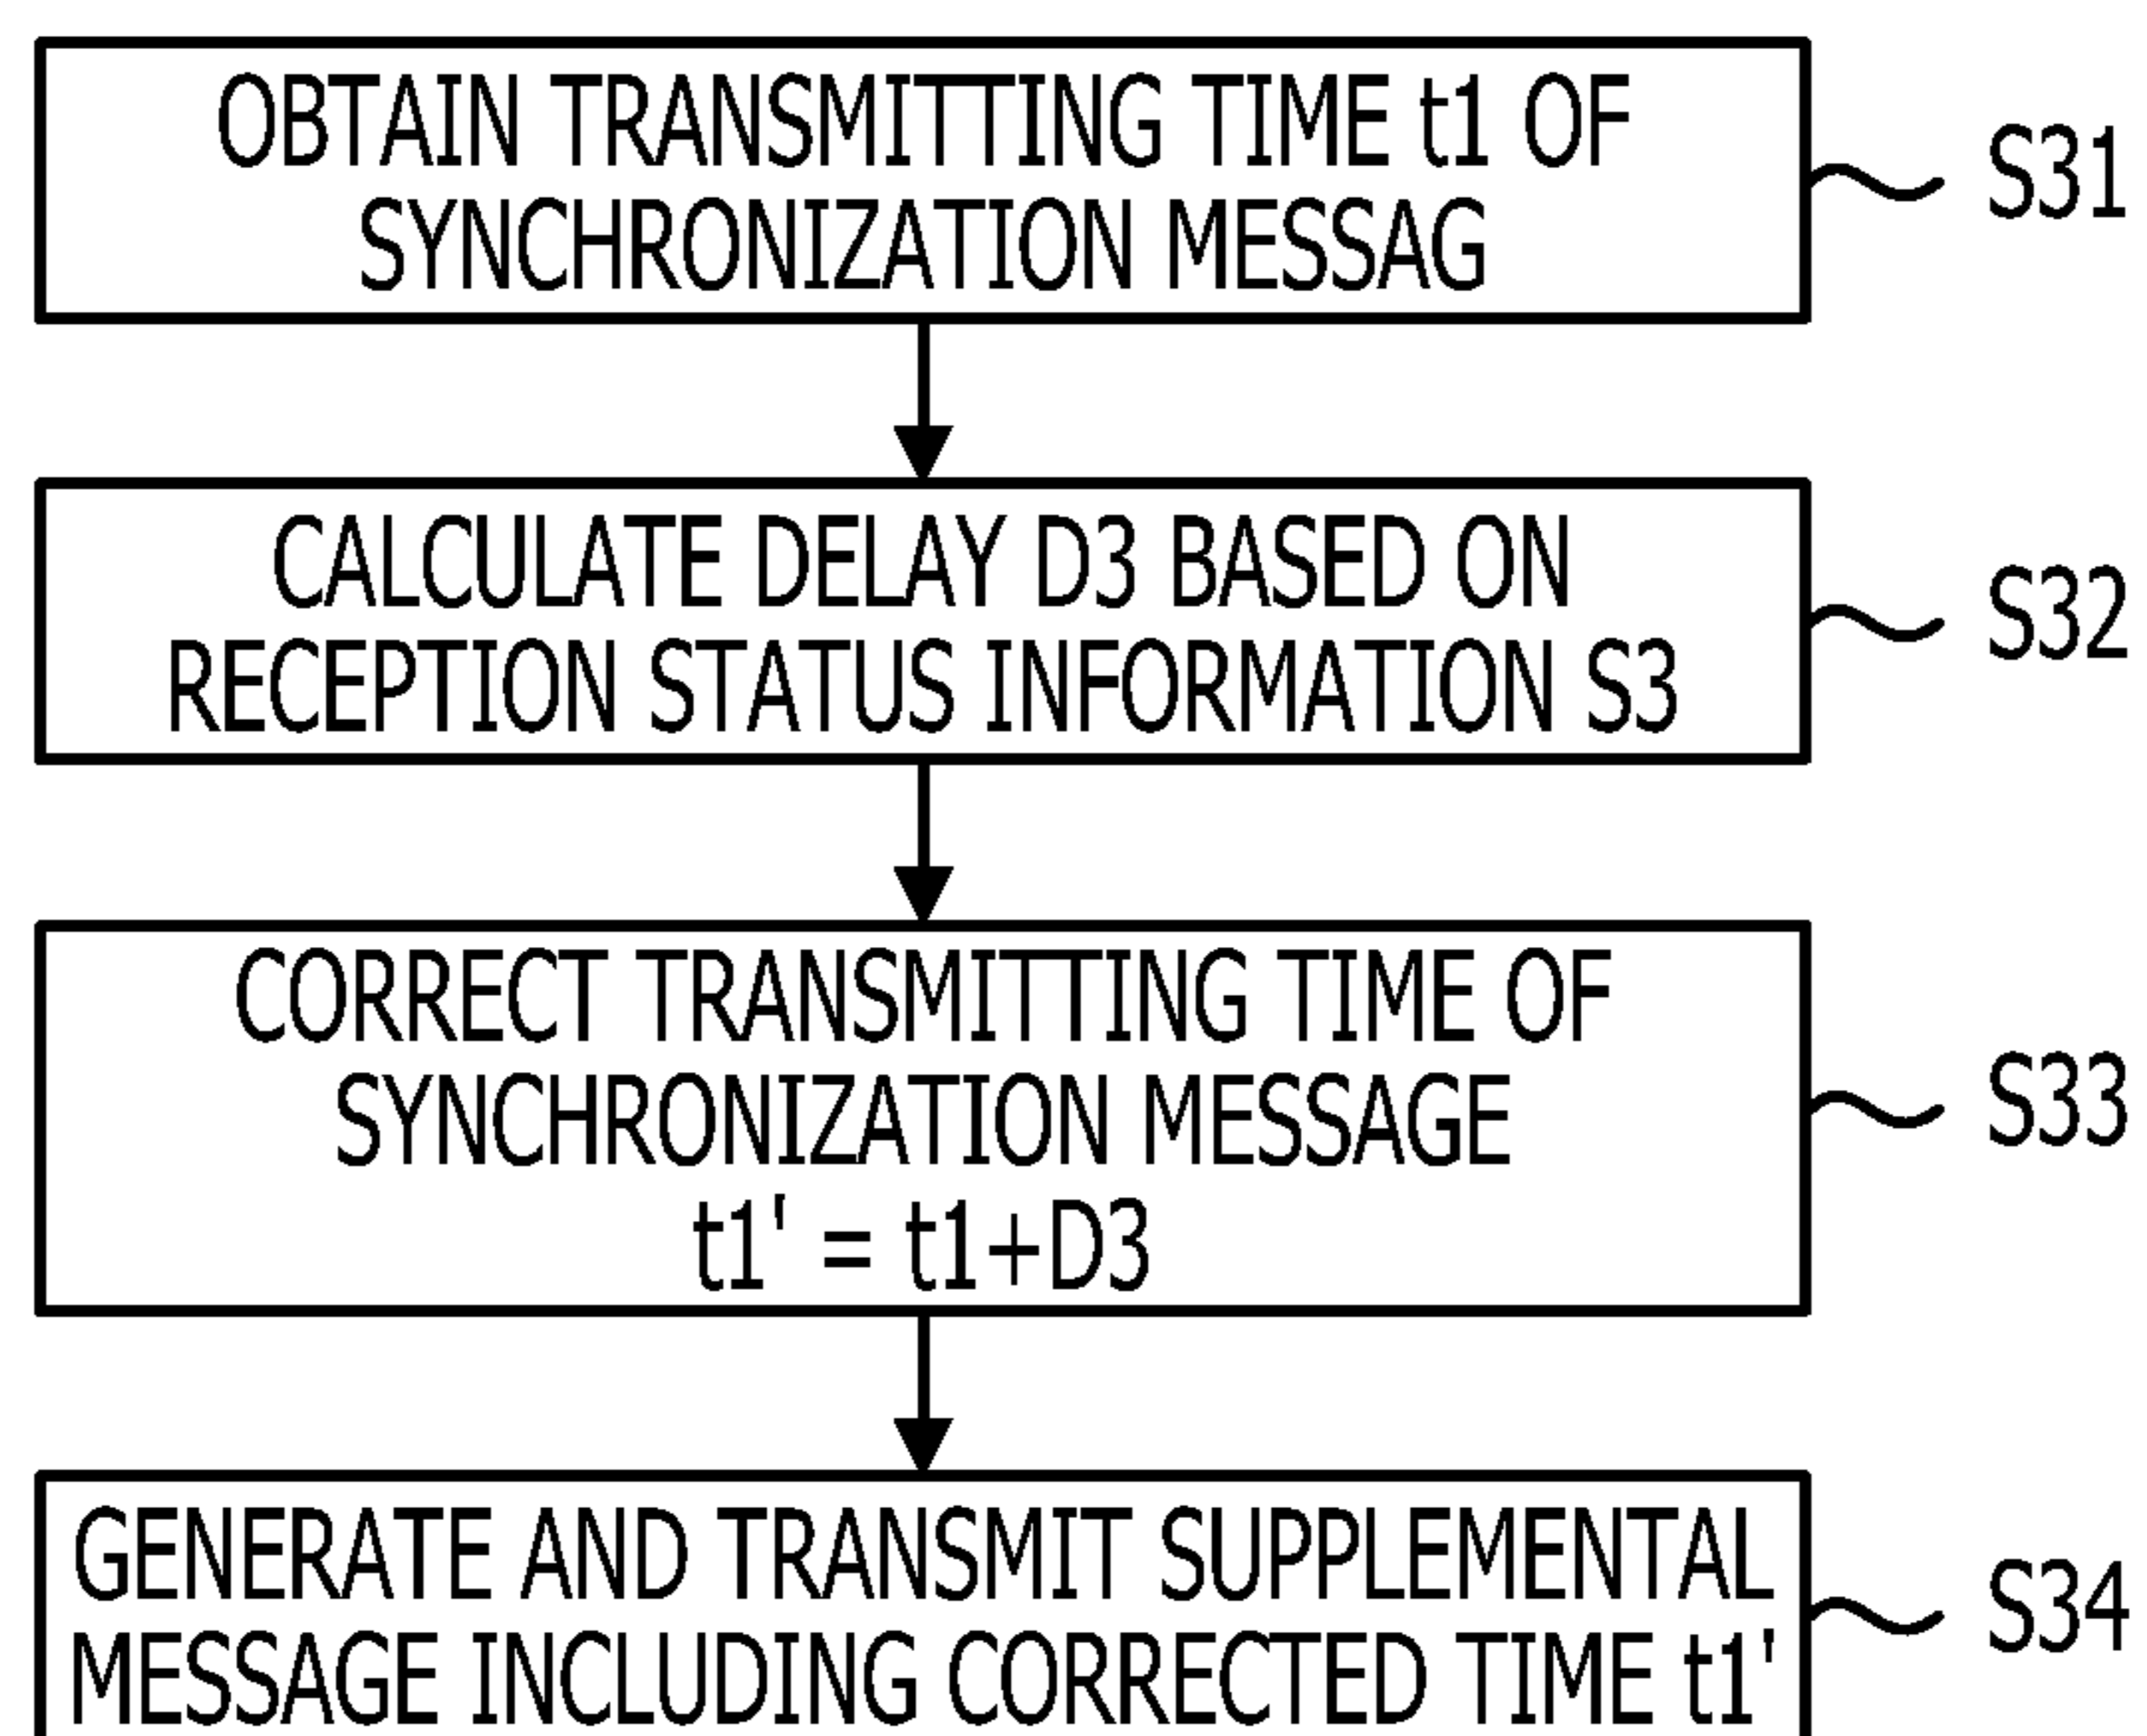 OBTAIN TRANSMITTING TIME t1 OF
SYNCHRONIZATION MESSAG
S31
CALCULATE DELAY D3 BASED ON
RECEPTION STATUS INFORMATION S3
S32
CORRECT TRANSMITTING TIME OF
SYNCHRONIZATION MESSAGE
t1' = t1+D3
S33
GENERATE AND TRANSMIT SUPPLEMENTAL
MESSAGE INCLUDING CORRECTED TIME t1'
S34